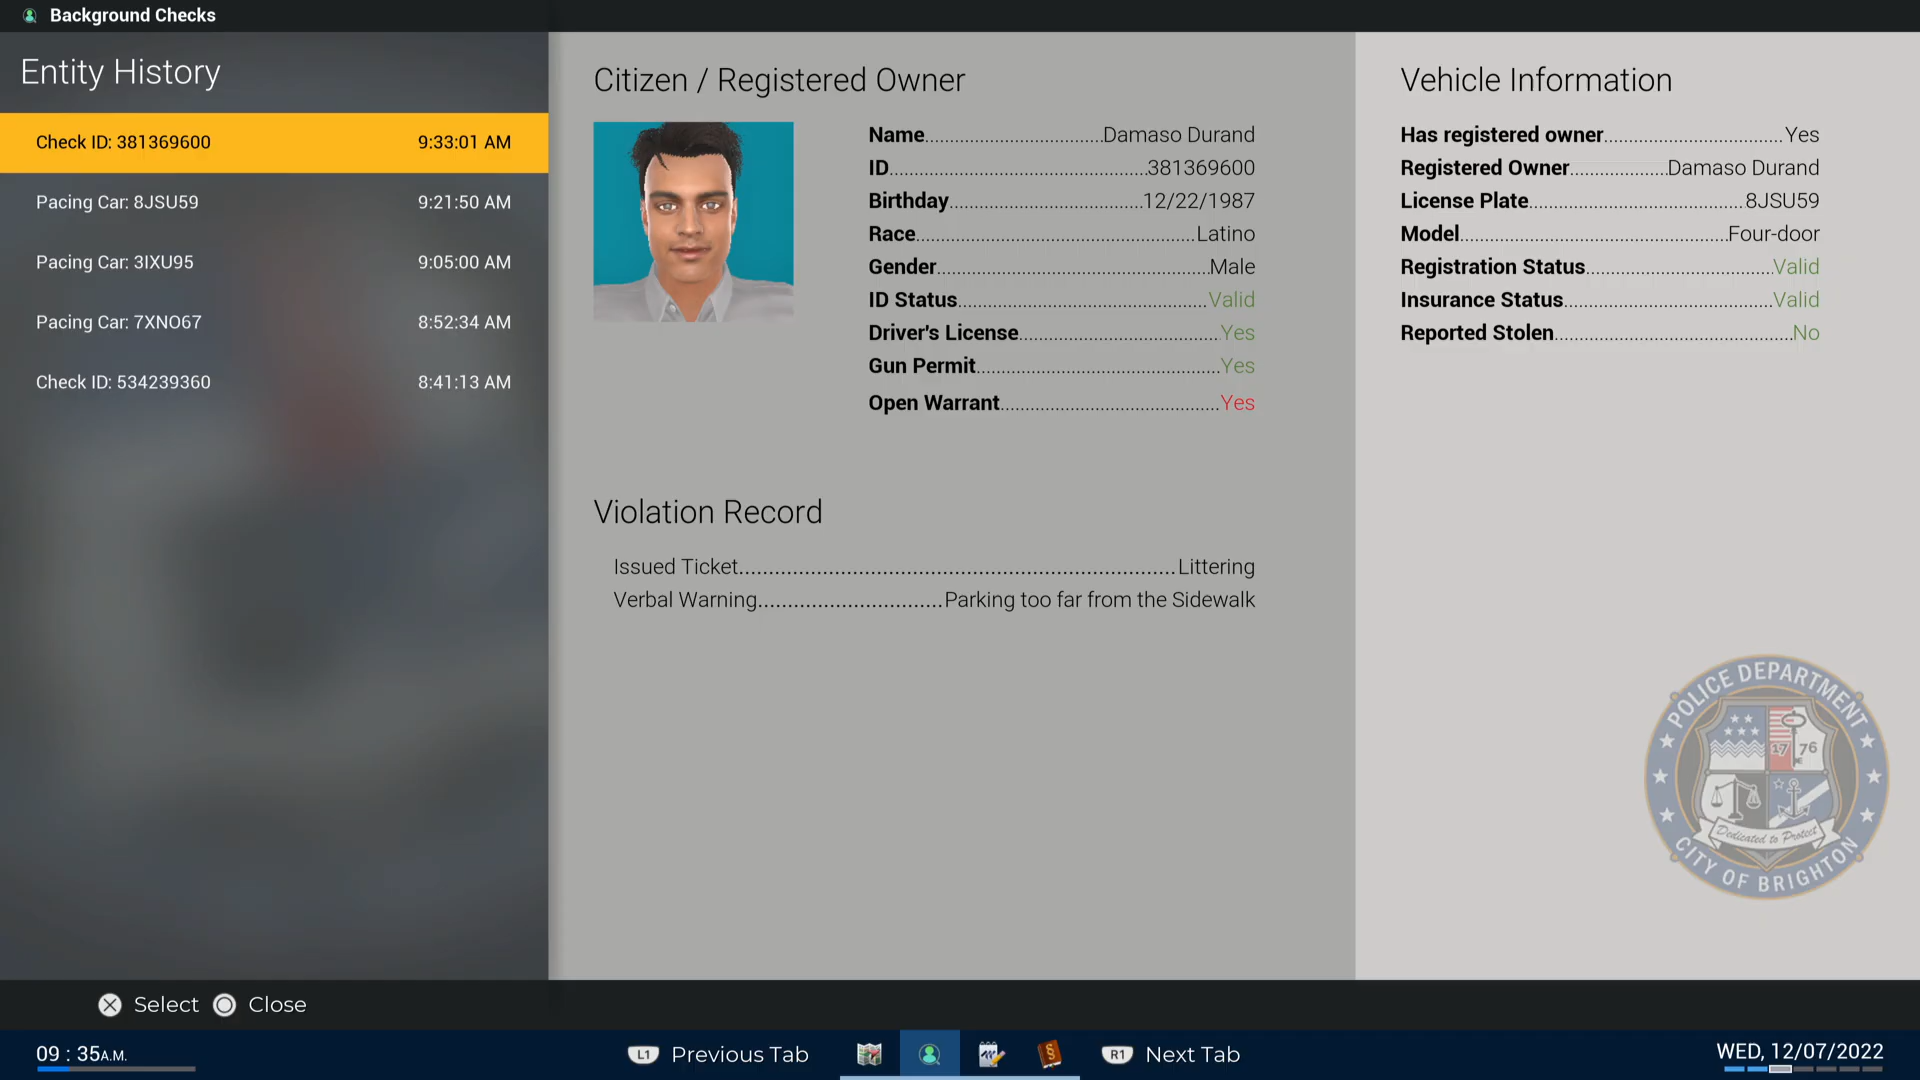 Background Checks
Entity History
Check ID: 381369600 9:33:01 AM
Pacing Car: 8JSU59 9:21:50 AM
Pacing Car: 3IXU95 9:05:00 AM
Pacing Car: 7XNO67 8:52:34 AM
Check ID: 534239360 8:41:13 AM
Citizen / Registered Owner
Name Damaso Durand
ID 381369600
Birthday 12/22/1987
Race Latino
Gender Male
ID Status Valid
Driver's License Yes
Gun Permit Yes
Open Warrant Yes
Violation Record
Issued Ticket Littering
Verbal Warning Parking too far from the Sidewalk
Vehicle Information
Has registered owner Yes
Registered Owner Damaso Durand
License Plate 8JSU59
Model Four-door
Registration Status Valid
Insurance Status Valid
Reported Stolen No
POLICE DEPARTMENT
17 76
Dedicated to Protect
CITY OF BRIGHTON
Select Close
09 : 35A.M.
L1 Previous Tab
R1 Next Tab
WED, 12/07/2022